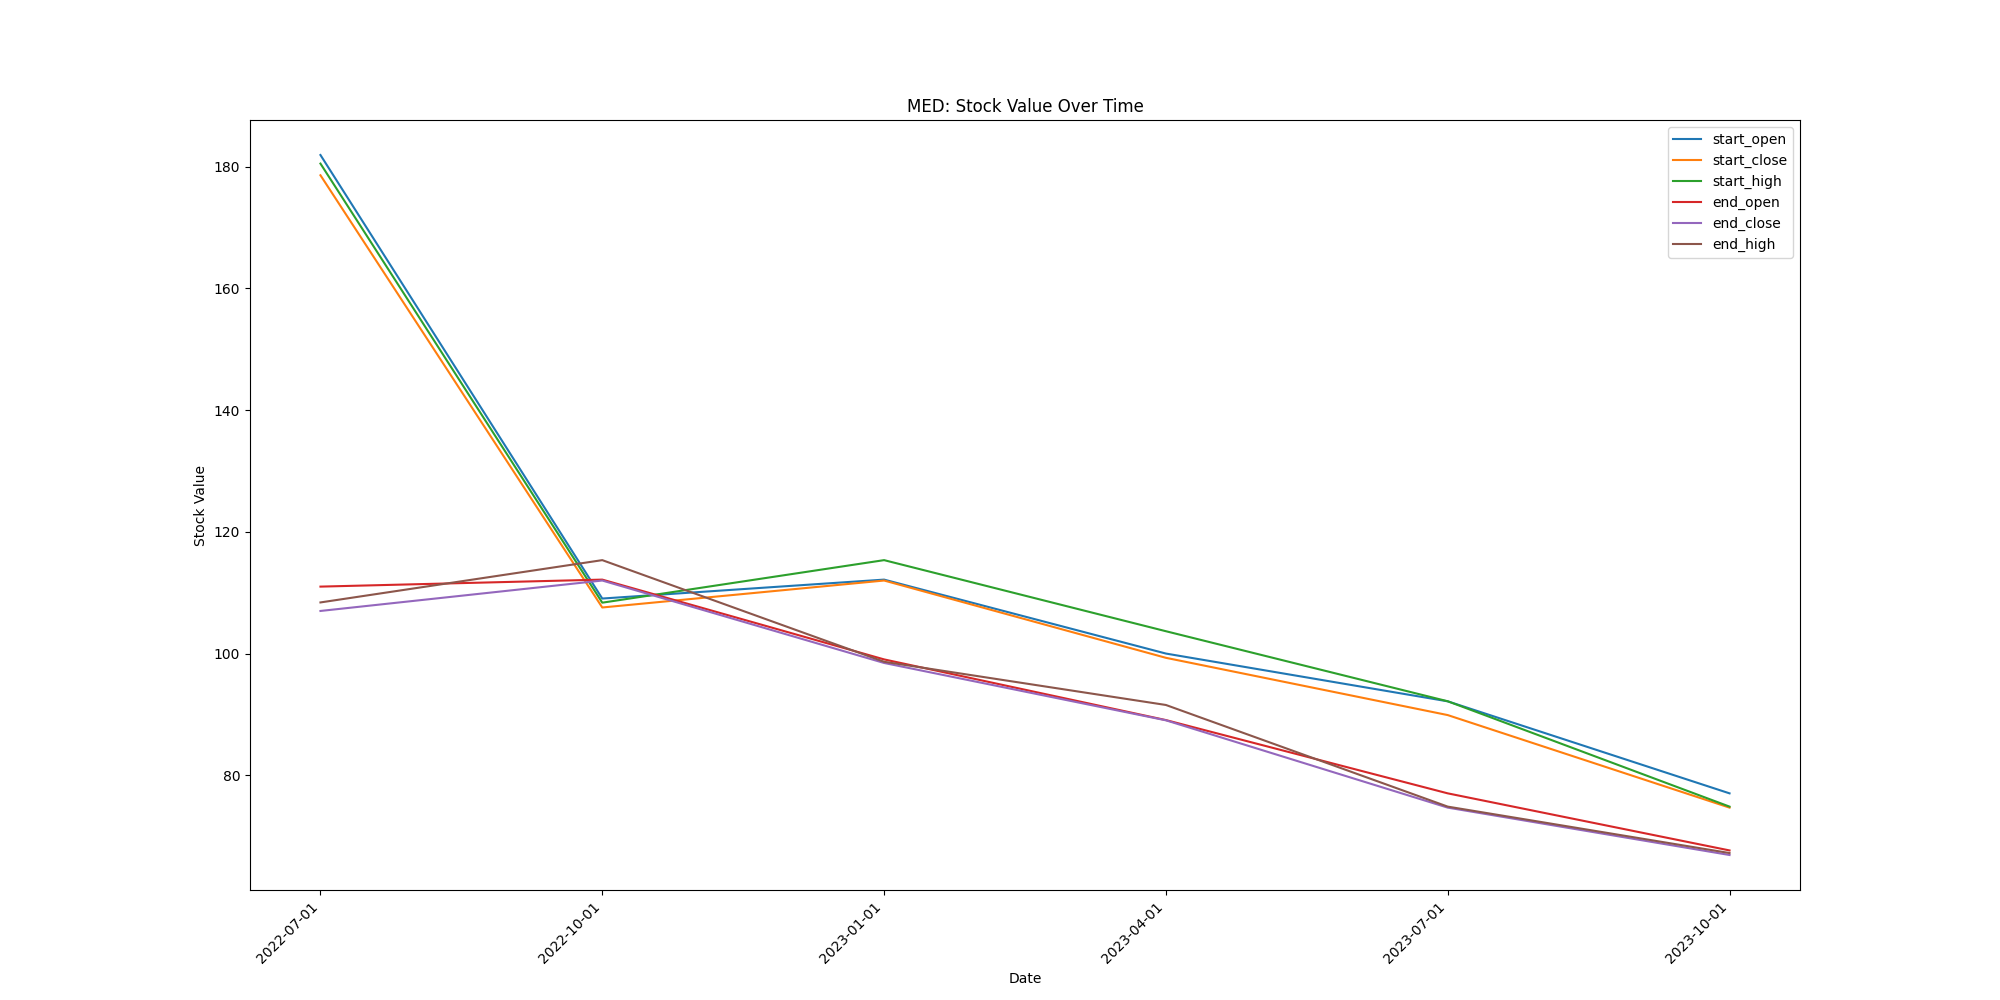 MED: Stock Value Over Time
start_open
start_close
start_high
end_open
end_close
end_high
180
160
140
120
100
80
Stock Value
2022-07-01
2022-10-01
2023-01-01
2023-04-01
2023-07-01
2023-10-01
Date